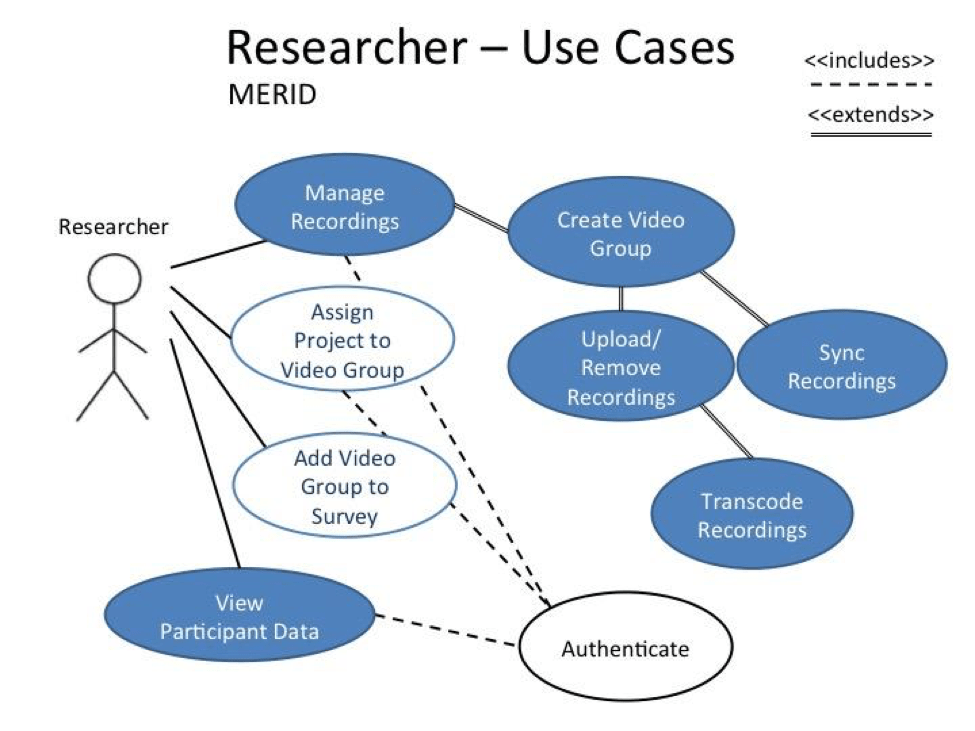 Researcher – Use Cases
MERID
<<includes>>
<<extends>>
Researcher
Manage
Recordings
Create Video
Group
Assign
Project to
Video Group
Upload/
Remove
Recordings
Sync
Recordings
Add Video
Group to
Survey
Transcode
Recordings
View
Participant Data
Authenticate